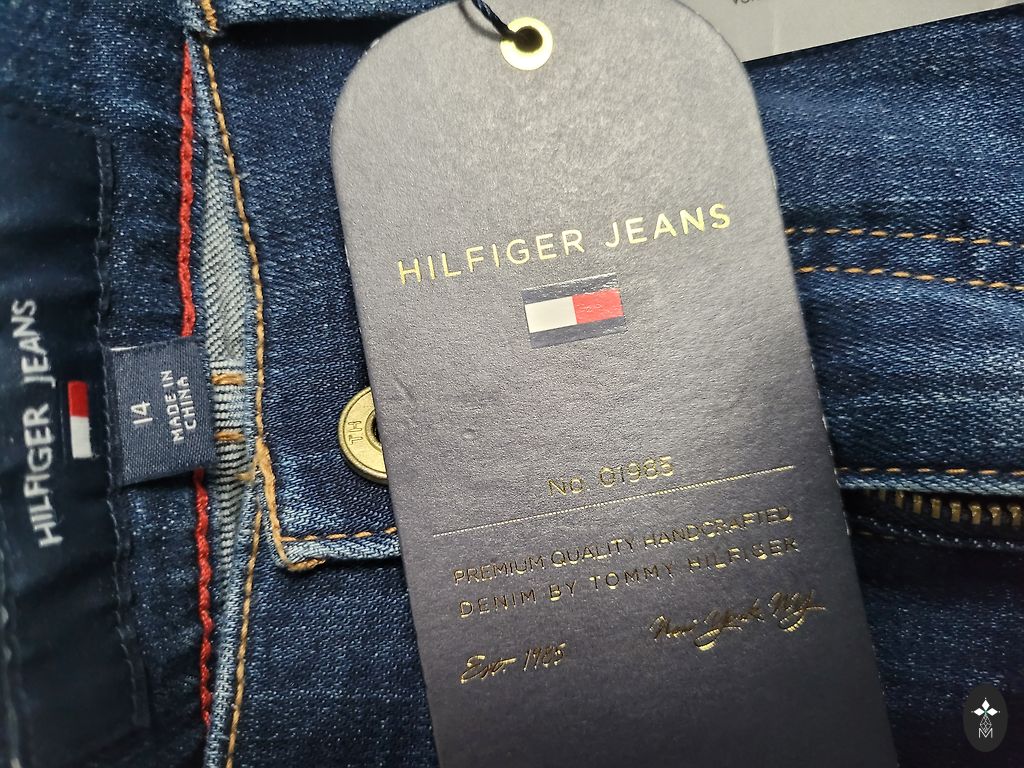 HILFIGER JEANS
No. 01985
PREMIUM QUALITY HANDCRAFTED
DENIM BY TOMMY HILFIGER
Est. 1985
New York, NY
HILFIGER JEANS
14
MADE IN
CHINA
TH
M